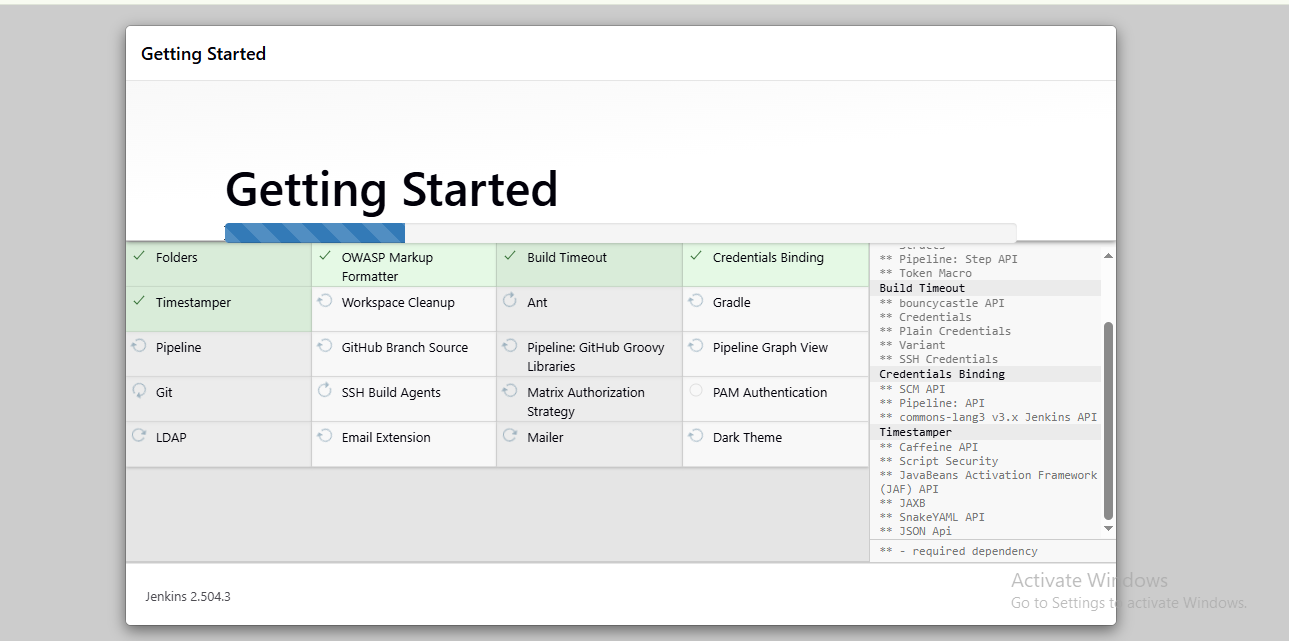 Getting Started
Getting Started
Folders
OWASP Markup
Formatter
Build Timeout
Credentials Binding
Timestamper
Workspace Cleanup
Ant
Gradle
Pipeline
GitHub Branch Source
Pipeline: GitHub Groovy
Libraries
Pipeline Graph View
Git
SSH Build Agents
Matrix Authorization
Strategy
PAM Authentication
LDAP
Email Extension
Mailer
Dark Theme
** Pipeline: Step API
** Token Macro
Build Timeout
** bouncycastle API
** Credentials
** Plain Credentials
** Variant
** SSH Credentials
Credentials Binding
** SCM API
** Pipeline: API
** commons-lang3 v3.x Jenkins API
Timestamper
** Caffeine API
** Script Security
** JavaBeans Activation Framework
(JAF) API
** JAXB
** SnakeYAML API
** JSON Api
** - required dependency
Jenkins 2.504.3
Activate Windows
Go to Settings to activate Windows.